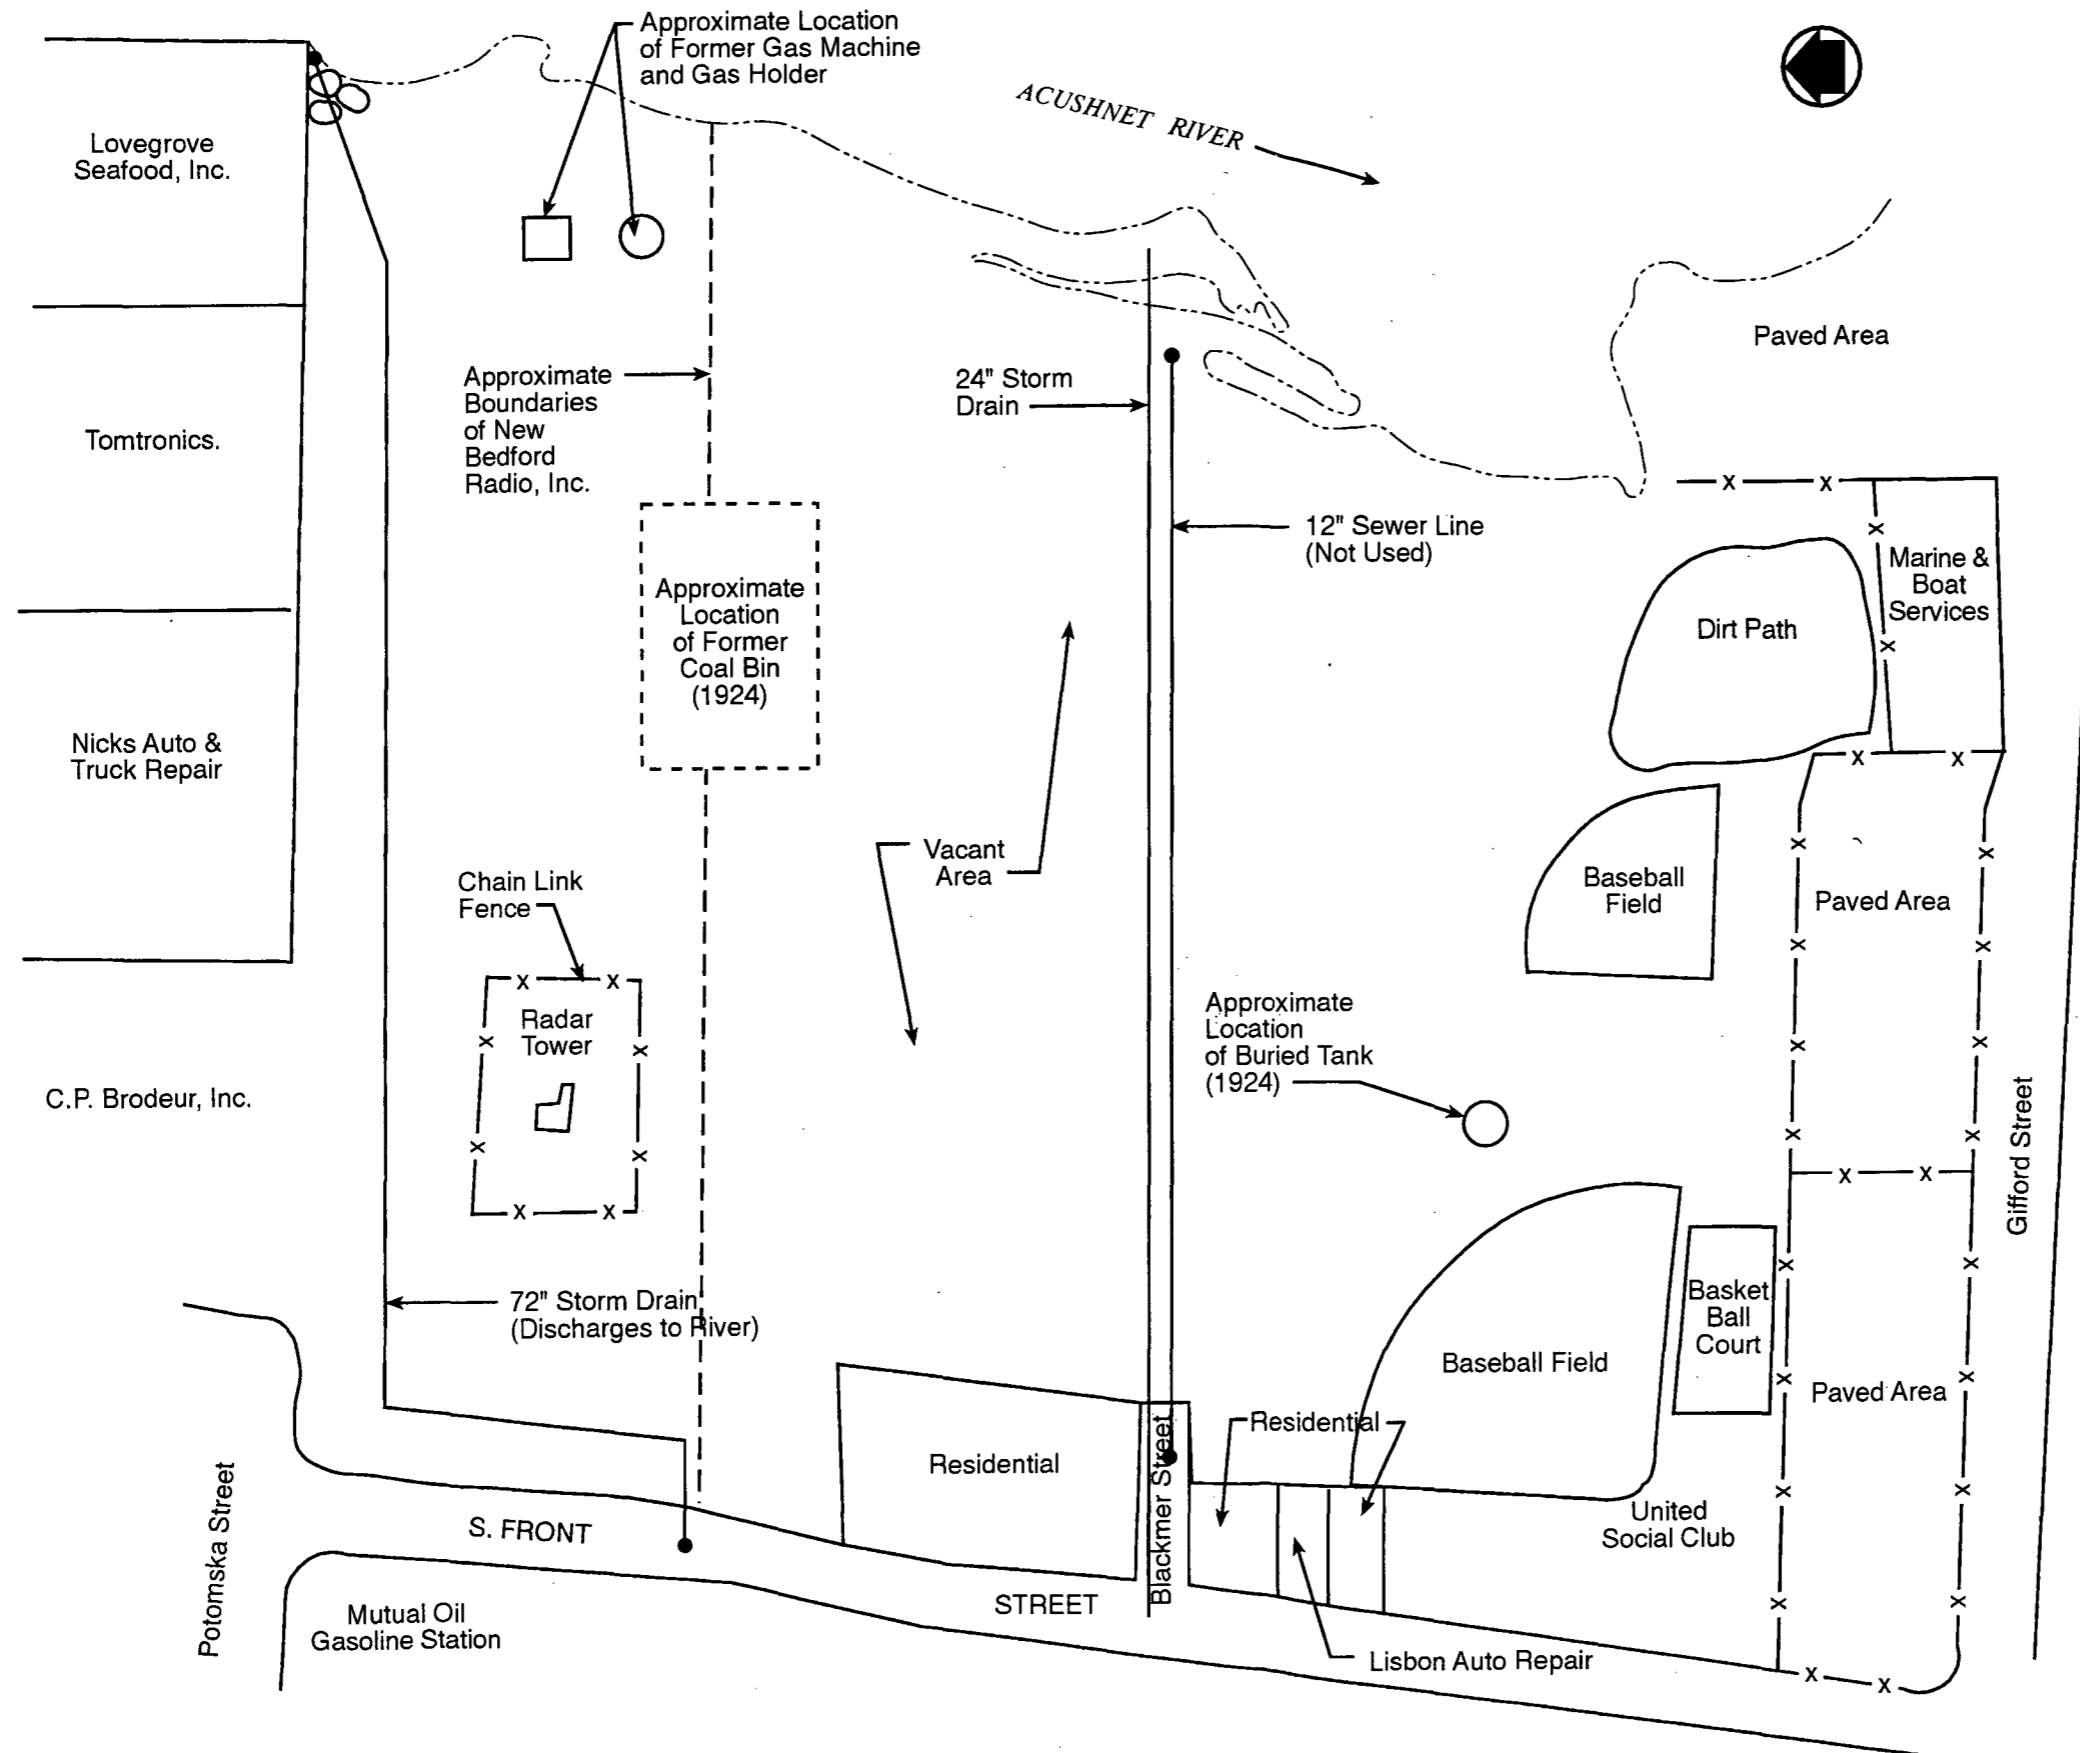 Approximate Location
of Former Gas Machine
and Gas Holder
ACUSHNET RIVER
Lovegrove
Seafood, Inc.
Paved Area
Approximate
Boundaries
of New
Bedford
Radio, Inc.
24" Storm
Drain
Tomtronics.
12" Sewer Line
(Not Used)
Marine &
Boat
Services
Dirt Path
Approximate
Location
of Former
Coal Bin
(1924)
Nicks Auto &
Truck Repair
Vacant
Area
Chain Link
Fence
Baseball
Field
Paved Area
Radar
Tower
Approximate
Location
of Buried Tank
(1924)
C.P. Brodeur, Inc.
Gifford Street
72" Storm Drain
(Discharges to River)
Basket
Ball
Court
Baseball Field
Paved Area
Residential
Residential
Blackmer Street
United
Social Club
S. FRONT
STREET
Potomska Street
Mutual Oil
Gasoline Station
Lisbon Auto Repair